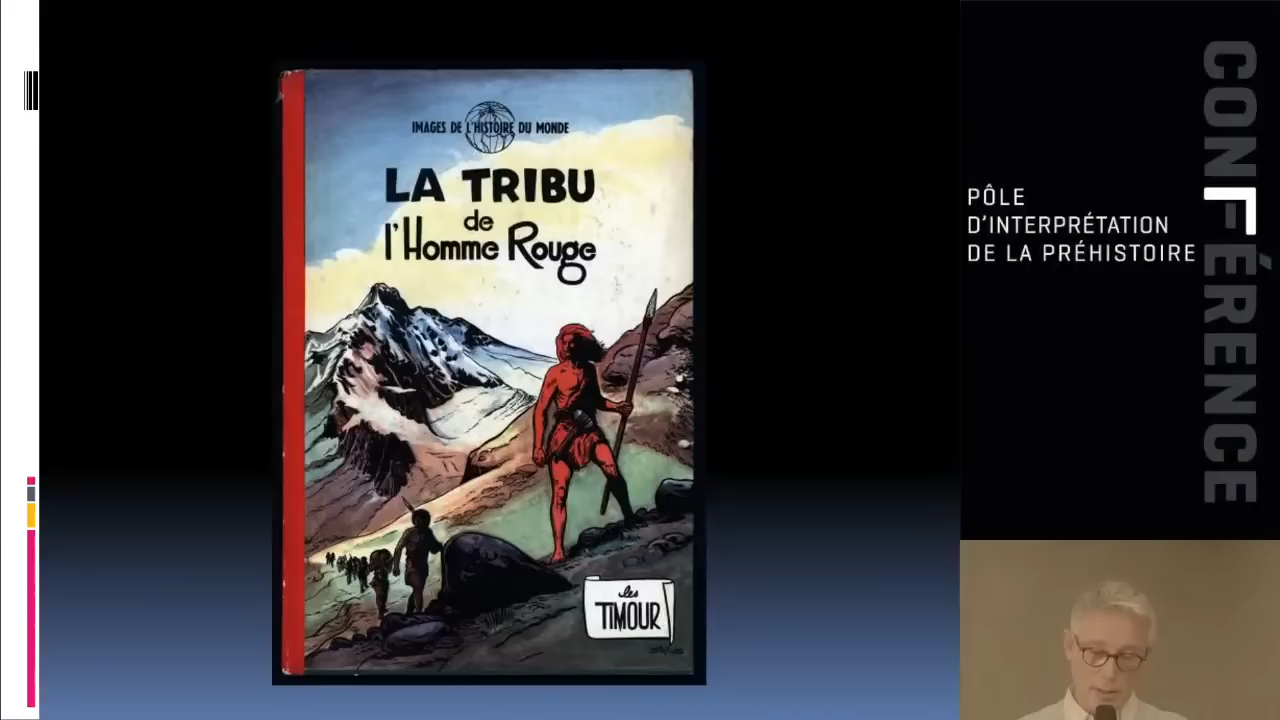 IMAGES DE L'HISTOIRE DU MONDE
LA TRIBU
de
l'Homme Rouge
les
TIMOUR
PÔLE
D'INTERPRÉTATION
DE LA PRÉHISTOIRE
CONFÉRENCE